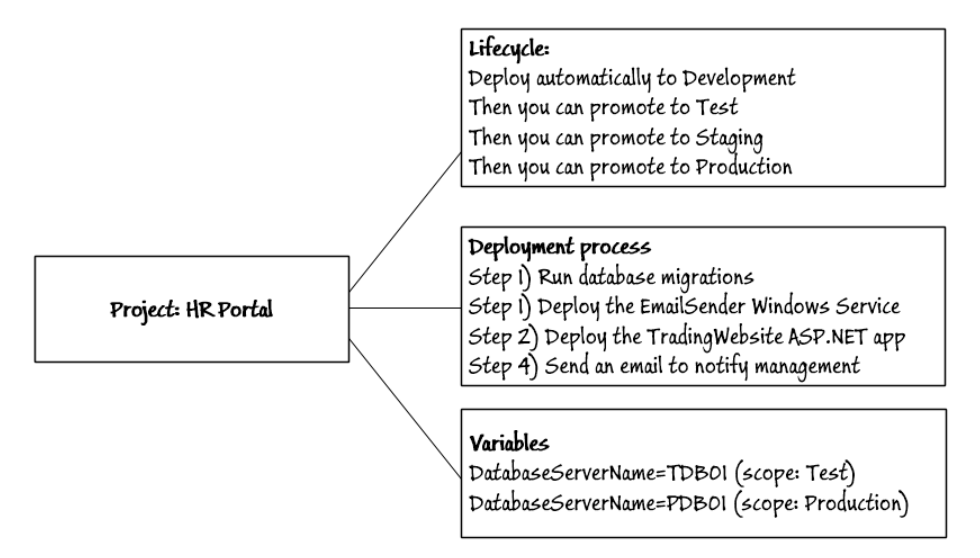 Lifecycle:
Deploy automatically to Development
Then you can promote to Test
Then you can promote to Staging
Then you can promote to Production
Project: HR Portal
Deployment process
Step 1) Run database migrations
Step 1) Deploy the EmailSender Windows Service
Step 2) Deploy the TradingWebsite ASP.NET app
Step 4) Send an email to notify management
Variables
DatabaseServerName=TDB01 (scope: Test)
DatabaseServerName=PDB01 (scope: Production)